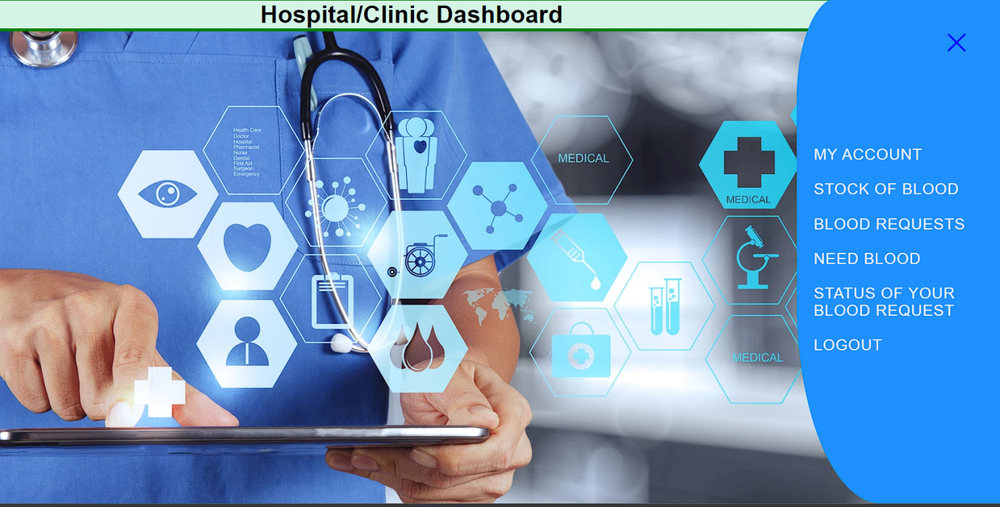 Hospital/Clinic Dashboard
Health Care
Doctor
Hospital
Pharmacist
Nurse
Dentist
First Aid
Surgeon
Emergency
MEDICAL
MEDICAL
MEDICAL
MY ACCOUNT
STOCK OF BLOOD
BLOOD REQUESTS
NEED BLOOD
STATUS OF YOUR
BLOOD REQUEST
LOGOUT